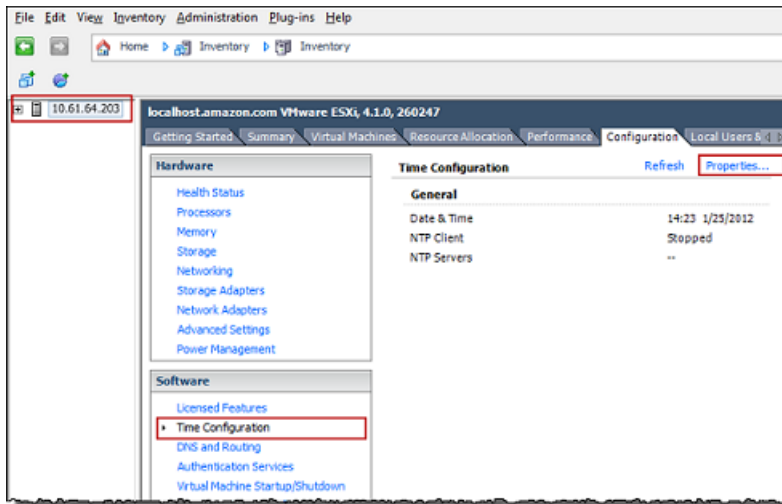 File Edit View Inventory Administration Plug-ins Help
Home Inventory Inventory
10.61.64.203
localhost.amazon.com VMware ESXi, 4.1.0, 260247
Getting Started Summary Virtual Machines Resource Allocation Performance Configuration Local Users &
Hardware
Health Status
Processors
Memory
Storage
Networking
Storage Adapters
Network Adapters
Advanced Settings
Power Management
Software
Licensed Features
Time Configuration
DNS and Routing
Authentication Services
Virtual Machine Startup/Shutdown
Time Configuration Refresh Properties...
General
Date & Time 14:23 1/25/2012
NTP Client Stopped
NTP Servers --